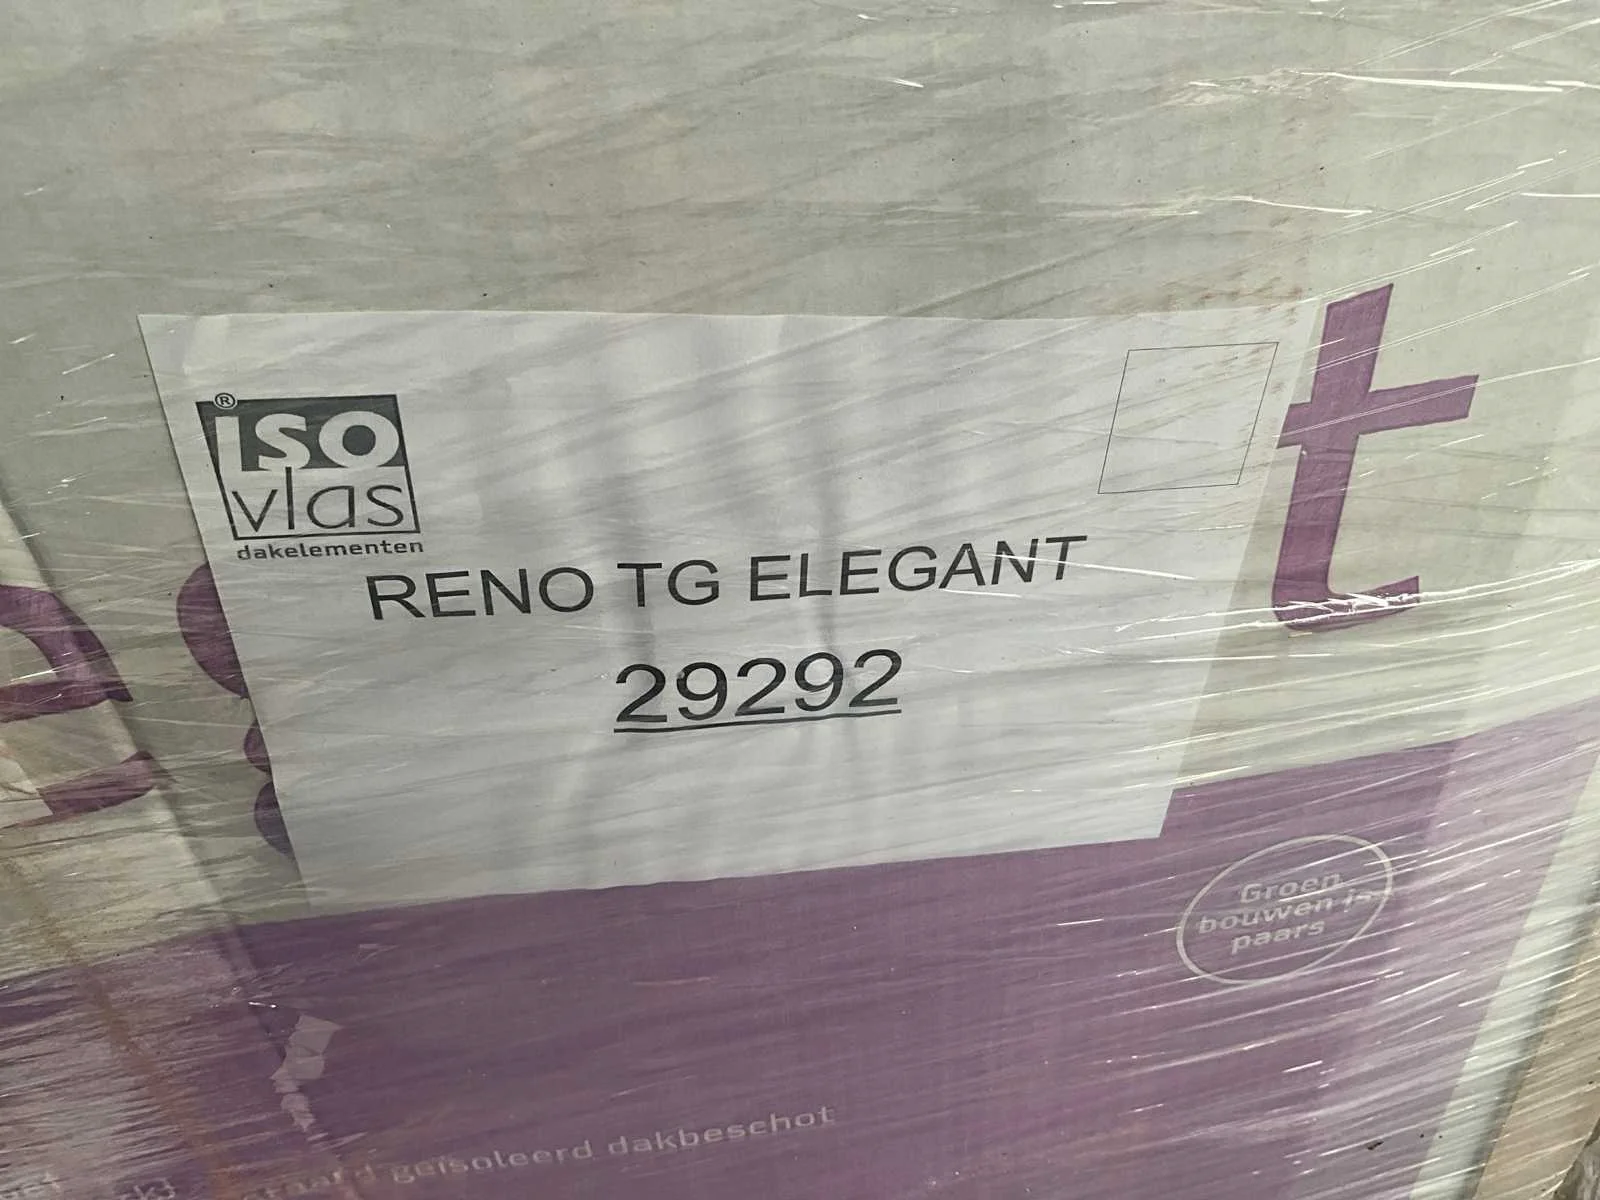 ®
iso
vlas
dakelementen
RENO TG ELEGANT
29292
t
Groen
bouwen is
paars
geïsoleerd dakbeschot